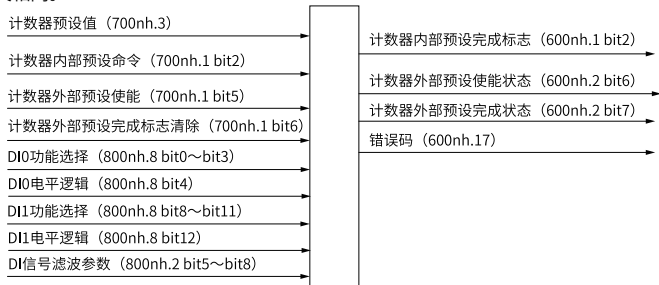 计数器预设值（700nh.3）
计数器内部预设命令（700nh.1 bit2）
计数器外部预设使能（700nh.1 bit5）
计数器外部预设完成标志清除（700nh.1 bit6）
DI0功能选择（800nh.8 bit0～bit3）
DI0电平逻辑（800nh.8 bit4）
DI1功能选择（800nh.8 bit8～bit11）
DI1电平逻辑（800nh.8 bit12）
DI信号滤波参数（800nh.2 bit5～bit8）
计数器内部预设完成标志（600nh.1 bit2）
计数器外部预设使能状态（600nh.2 bit6）
计数器外部预设完成状态（600nh.2 bit7）
错误码（600nh.17）